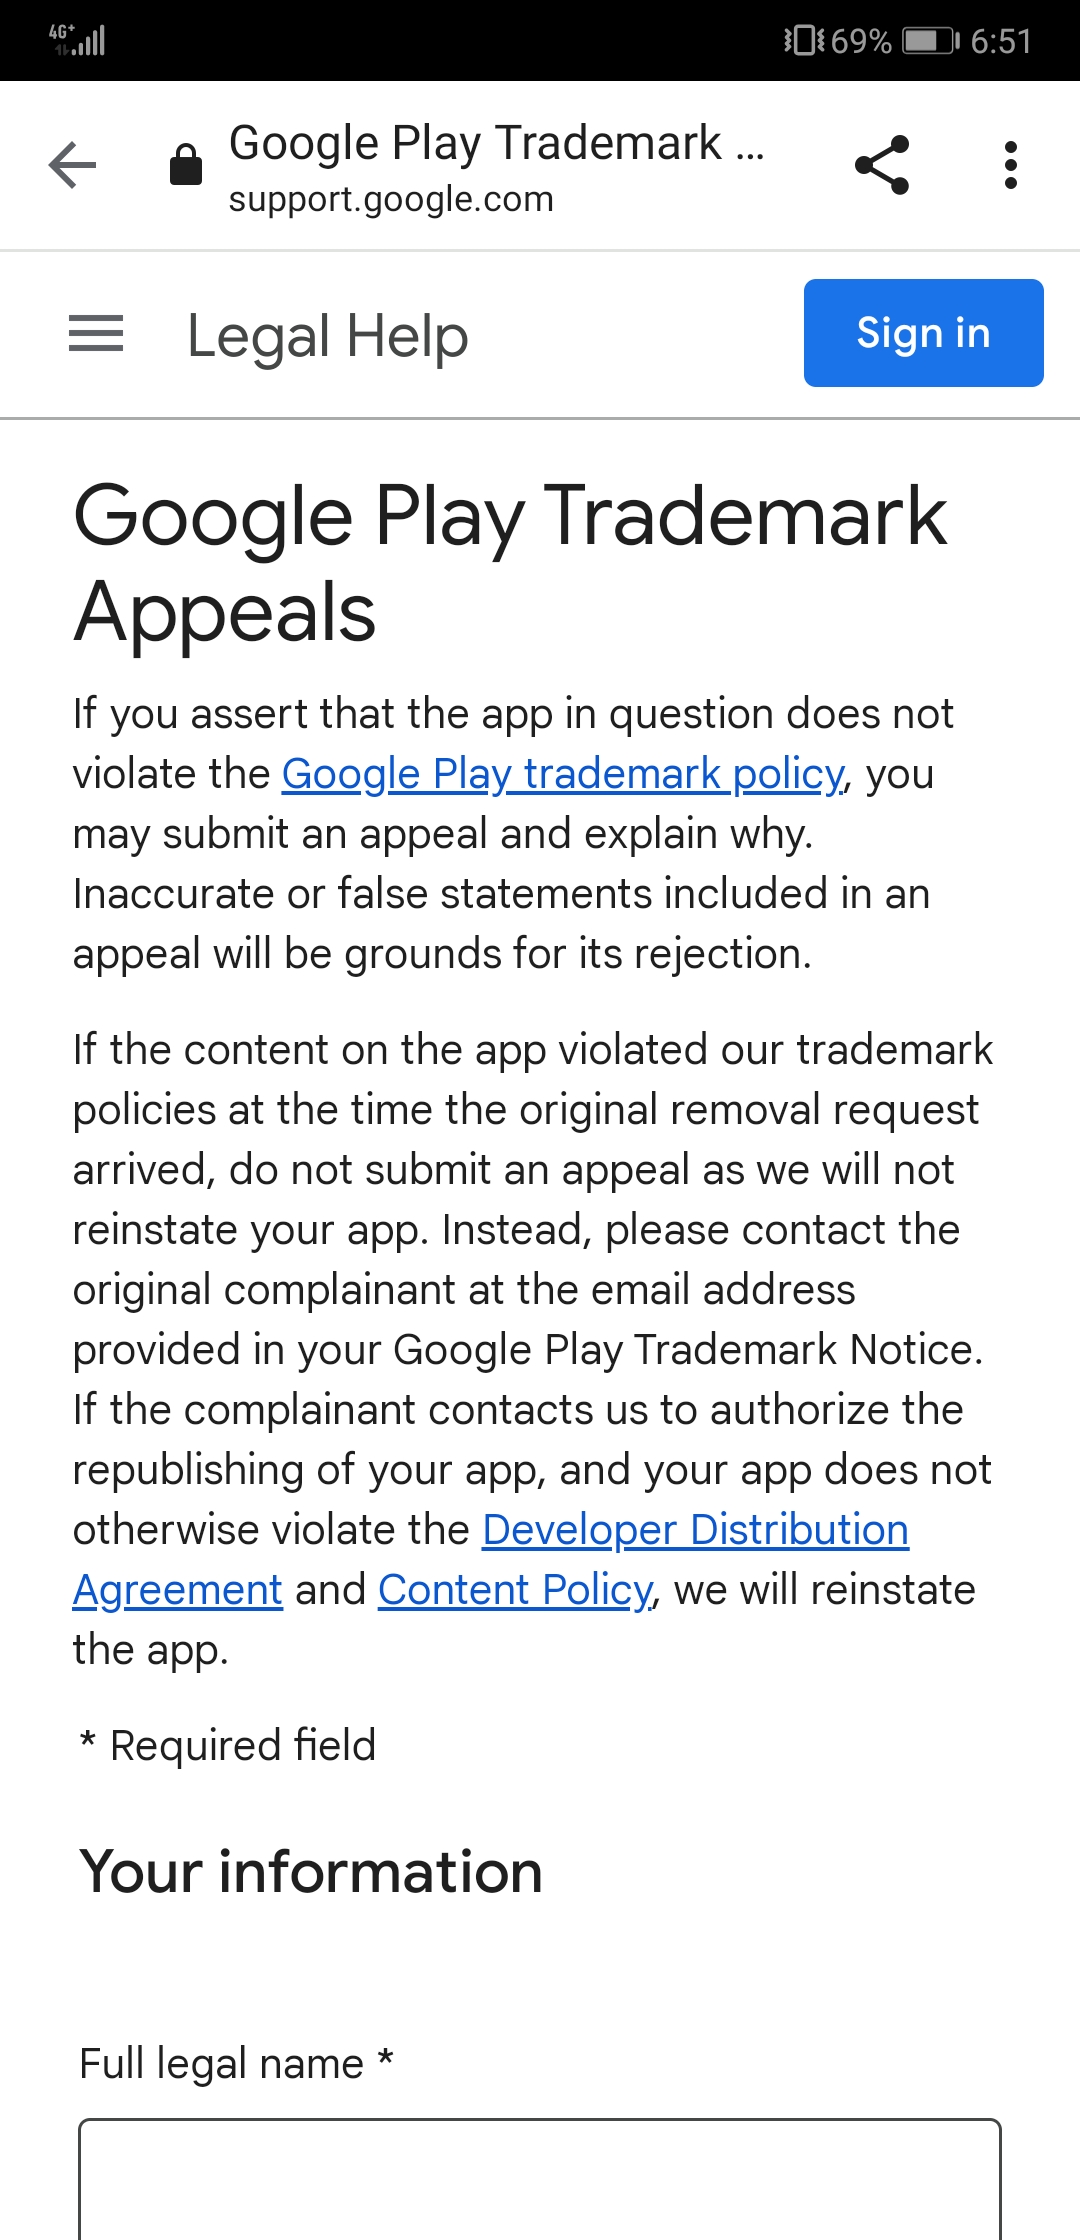 4G+
69% 6:51
Google Play Trademark ...
support.google.com
Legal Help
Sign in
Google Play Trademark
Appeals
If you assert that the app in question does not
violate the Google Play trademark policy, you
may submit an appeal and explain why.
Inaccurate or false statements included in an
appeal will be grounds for its rejection.
If the content on the app violated our trademark
policies at the time the original removal request
arrived, do not submit an appeal as we will not
reinstate your app. Instead, please contact the
original complainant at the email address
provided in your Google Play Trademark Notice.
If the complainant contacts us to authorize the
republishing of your app, and your app does not
otherwise violate the Developer Distribution
Agreement and Content Policy, we will reinstate
the app.
* Required field
Your information
Full legal name *